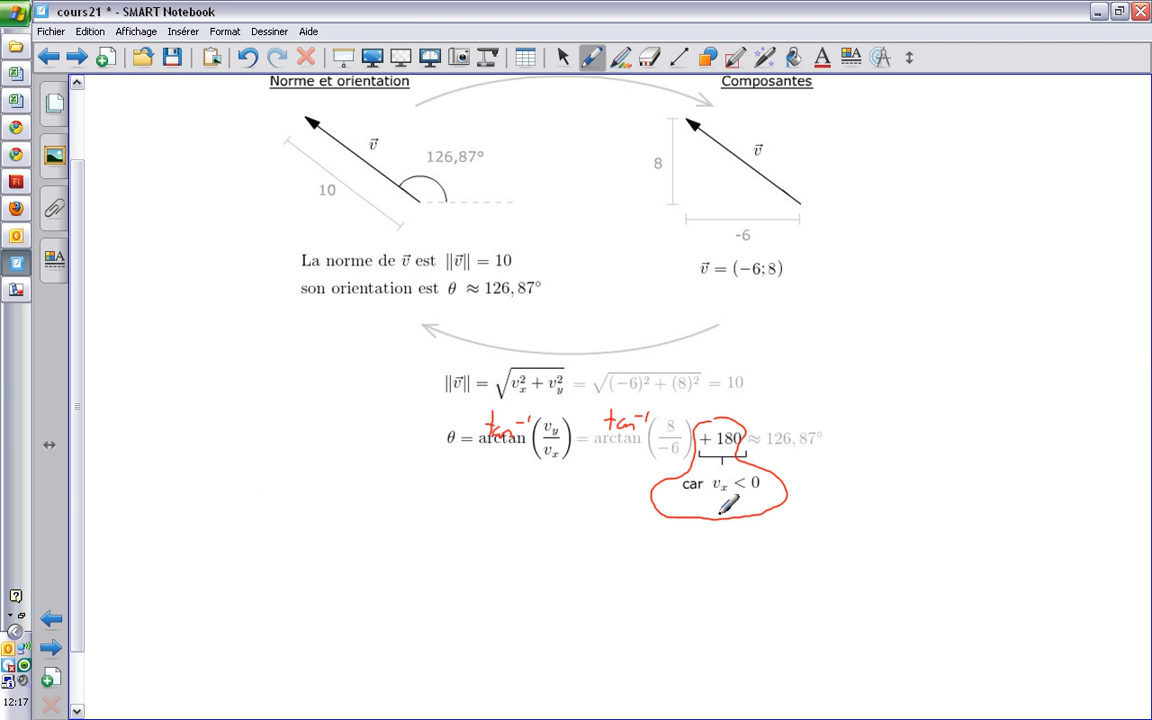 cours21 * - SMART Notebook
Fichier Edition Affichage Insérer Format Dessiner Aide
Norme et orientation
Composantes
v⃗
126,87°
10
8
v⃗
-6
La norme de v⃗ est ||v⃗|| = 10
son orientation est θ ≈ 126,87°
v⃗ = (−6; 8)
||v⃗|| = √(v_x² + v_y²) = √((−6)² + (8)²) = 10
tan⁻¹ tan⁻¹
θ = arctan (v_y / v_x) = arctan (8 / −6) + 180 ≈ 126,87°
car v_x < 0
12:17